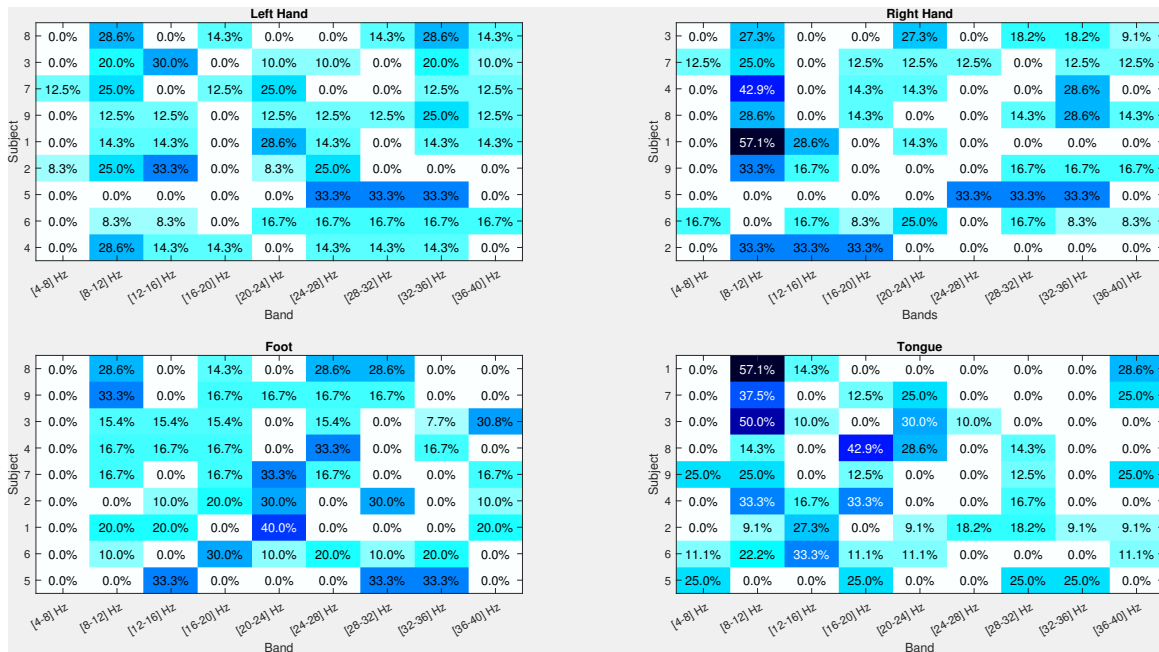 Left Hand
8 0.0% 28.6% 0.0% 14.3% 0.0% 0.0% 14.3% 28.6% 14.3%
3 0.0% 20.0% 30.0% 0.0% 10.0% 10.0% 0.0% 20.0% 10.0%
7 12.5% 25.0% 0.0% 12.5% 25.0% 0.0% 0.0% 12.5% 12.5%
9 0.0% 12.5% 12.5% 0.0% 12.5% 12.5% 12.5% 25.0% 12.5%
1 0.0% 14.3% 14.3% 0.0% 28.6% 14.3% 0.0% 14.3% 14.3%
2 8.3% 25.0% 33.3% 0.0% 8.3% 25.0% 0.0% 0.0% 0.0%
5 0.0% 0.0% 0.0% 0.0% 0.0% 33.3% 33.3% 33.3% 0.0%
6 0.0% 8.3% 8.3% 0.0% 16.7% 16.7% 16.7% 16.7% 16.7%
4 0.0% 28.6% 14.3% 14.3% 0.0% 14.3% 14.3% 14.3% 0.0%
Subject
[4-8] Hz [8-12] Hz [12-16] Hz [16-20] Hz [20-24] Hz [24-28] Hz [28-32] Hz [32-36] Hz [36-40] Hz
Band
Right Hand
3 0.0% 27.3% 0.0% 0.0% 27.3% 0.0% 18.2% 18.2% 9.1%
7 12.5% 25.0% 0.0% 12.5% 12.5% 12.5% 0.0% 12.5% 12.5%
4 0.0% 42.9% 0.0% 14.3% 14.3% 0.0% 0.0% 28.6% 0.0%
8 0.0% 28.6% 0.0% 14.3% 0.0% 0.0% 14.3% 28.6% 14.3%
1 0.0% 57.1% 28.6% 0.0% 14.3% 0.0% 0.0% 0.0% 0.0%
9 0.0% 33.3% 16.7% 0.0% 0.0% 0.0% 16.7% 16.7% 16.7%
5 0.0% 0.0% 0.0% 0.0% 0.0% 33.3% 33.3% 33.3% 0.0%
6 16.7% 0.0% 16.7% 8.3% 25.0% 0.0% 16.7% 8.3% 8.3%
2 0.0% 33.3% 33.3% 33.3% 0.0% 0.0% 0.0% 0.0% 0.0%
Subject
[4-8] Hz [8-12] Hz [12-16] Hz [16-20] Hz [20-24] Hz [24-28] Hz [28-32] Hz [32-36] Hz [36-40] Hz
Bands
Foot
8 0.0% 28.6% 0.0% 14.3% 0.0% 28.6% 28.6% 0.0% 0.0%
9 0.0% 33.3% 0.0% 16.7% 16.7% 16.7% 16.7% 0.0% 0.0%
3 0.0% 15.4% 15.4% 15.4% 0.0% 15.4% 0.0% 7.7% 30.8%
4 0.0% 16.7% 16.7% 16.7% 0.0% 33.3% 0.0% 16.7% 0.0%
7 0.0% 16.7% 0.0% 16.7% 33.3% 16.7% 0.0% 0.0% 16.7%
2 0.0% 0.0% 10.0% 20.0% 30.0% 0.0% 30.0% 0.0% 10.0%
1 0.0% 20.0% 20.0% 0.0% 40.0% 0.0% 0.0% 0.0% 20.0%
6 0.0% 10.0% 0.0% 30.0% 10.0% 20.0% 10.0% 20.0% 0.0%
5 0.0% 0.0% 33.3% 0.0% 0.0% 0.0% 33.3% 33.3% 0.0%
Subject
[4-8] Hz [8-12] Hz [12-16] Hz [16-20] Hz [20-24] Hz [24-28] Hz [28-32] Hz [32-36] Hz [36-40] Hz
Band
Tongue
1 0.0% 57.1% 14.3% 0.0% 0.0% 0.0% 0.0% 0.0% 28.6%
7 0.0% 37.5% 0.0% 12.5% 25.0% 0.0% 0.0% 0.0% 25.0%
3 0.0% 50.0% 10.0% 0.0% 30.0% 10.0% 0.0% 0.0% 0.0%
8 0.0% 14.3% 0.0% 42.9% 28.6% 0.0% 14.3% 0.0% 0.0%
9 25.0% 25.0% 0.0% 12.5% 0.0% 0.0% 12.5% 0.0% 25.0%
4 0.0% 33.3% 16.7% 33.3% 0.0% 0.0% 16.7% 0.0% 0.0%
2 0.0% 9.1% 27.3% 0.0% 9.1% 18.2% 18.2% 9.1% 9.1%
6 11.1% 22.2% 33.3% 11.1% 11.1% 0.0% 0.0% 0.0% 11.1%
5 25.0% 0.0% 0.0% 25.0% 0.0% 0.0% 25.0% 25.0% 0.0%
Subject
[4-8] Hz [8-12] Hz [12-16] Hz [16-20] Hz [20-24] Hz [24-28] Hz [28-32] Hz [32-36] Hz [36-40] Hz
Band